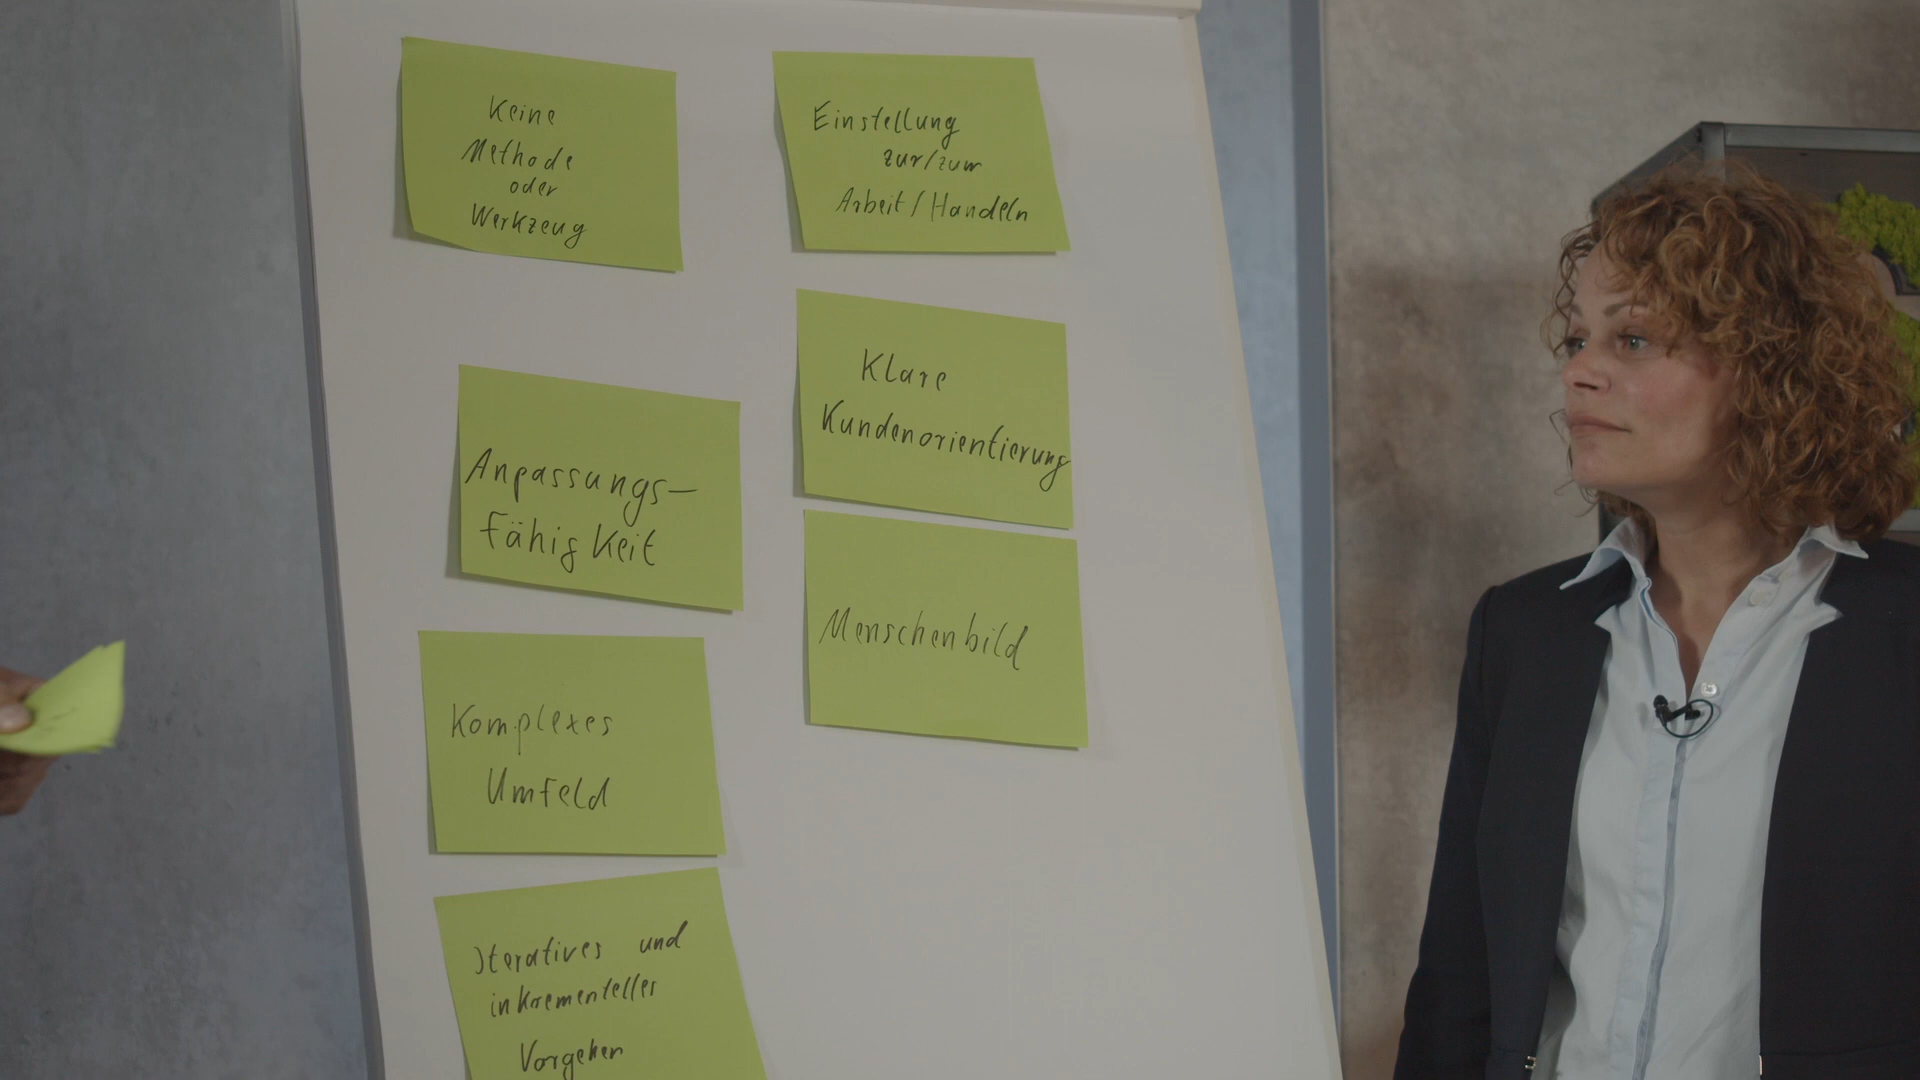 Keine
Methode
oder
Werkzeug
Anpassungs-
fähigkeit
Komplexes
Umfeld
Iteratives und
inkrementelles
Vorgehen
Einstellung
zur/zum
Arbeit/Handeln
Klare
Kundenorientierung
Menschenbild